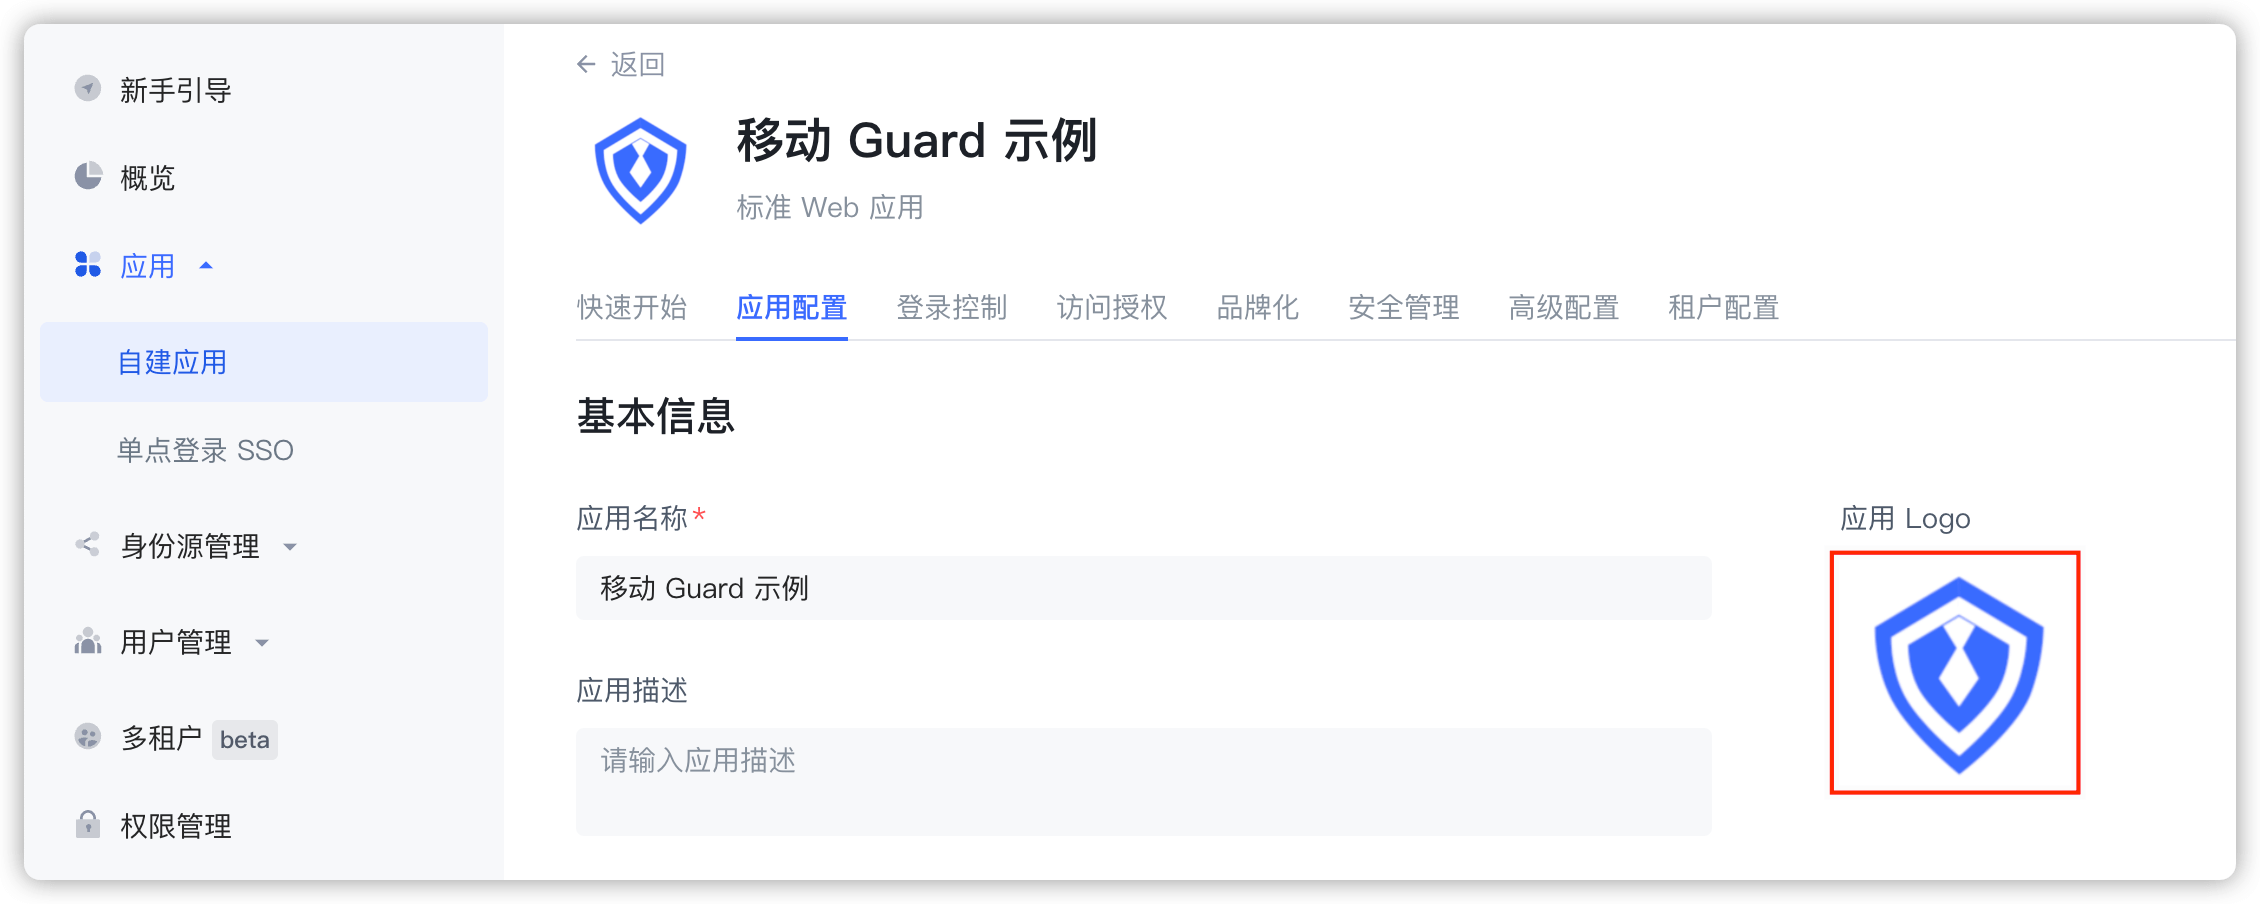 新手引导
概览
应用
自建应用
单点登录 SSO
身份源管理
用户管理
多租户 beta
权限管理
返回
移动 Guard 示例
标准 Web 应用
快速开始 应用配置 登录控制 访问授权 品牌化 安全管理 高级配置 租户配置
基本信息
应用名称*
移动 Guard 示例
应用描述
请输入应用描述
应用 Logo